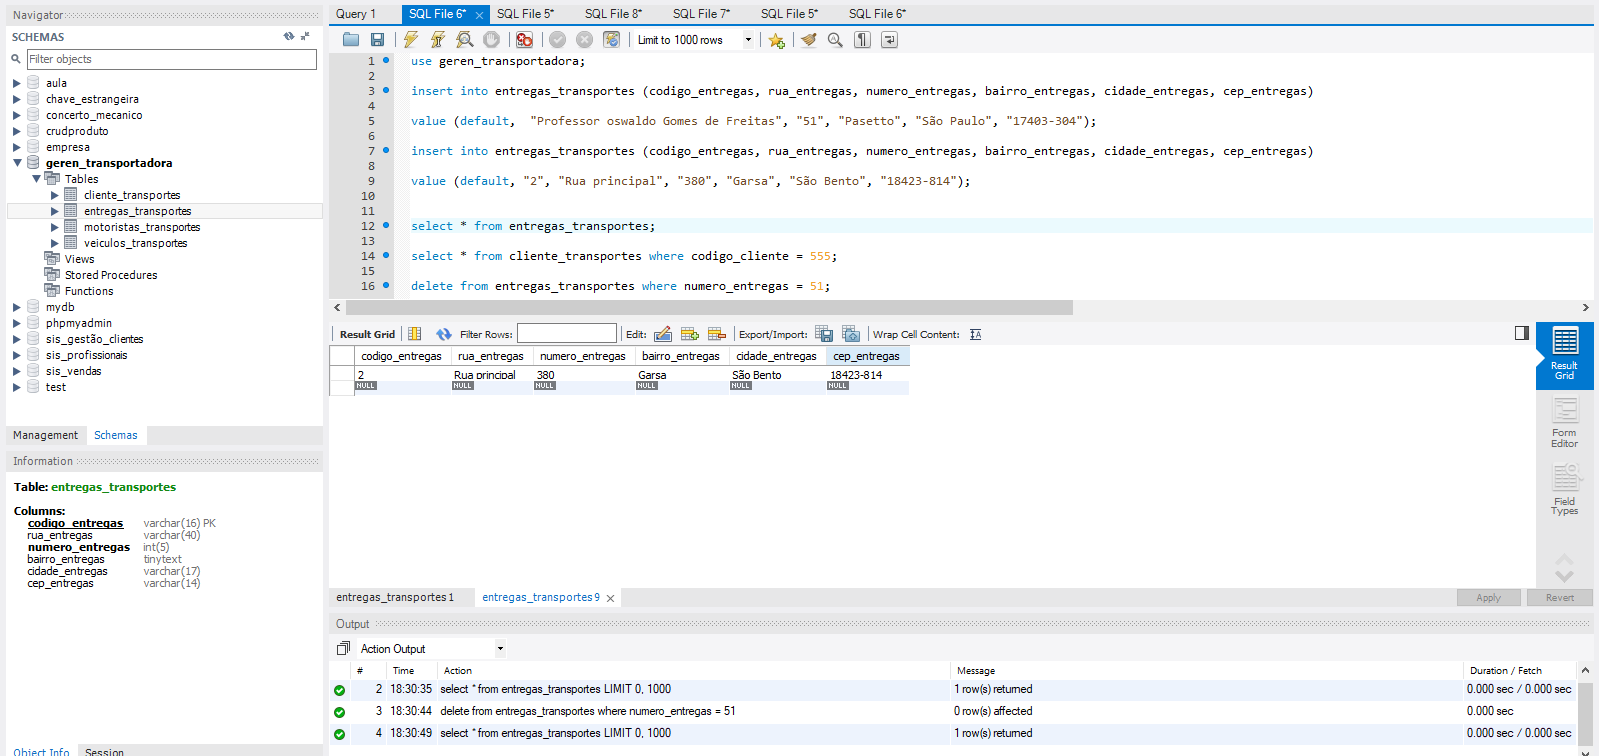 Navigator
SCHEMAS
Filter objects
aula
chave_estrangeira
concerto_mecanico
crudproduto
empresa
geren_transportadora
Tables
cliente_transportes
entregas_transportes
motoristas_transportes
veiculos_transportes
Views
Stored Procedures
Functions
mydb
phpmyadmin
sis_gestão_clientes
sis_profissionais
sis_vendas
test
Management Schemas
Information
Table: entregas_transportes
Columns:
codigo_entregas varchar(16) PK
rua_entregas varchar(40)
numero_entregas int(5)
bairro_entregas tinytext
cidade_entregas varchar(17)
cep_entregas varchar(14)
Object Info Session
Query 1 SQL File 6* SQL File 5* SQL File 8* SQL File 7* SQL File 5* SQL File 6*
Limit to 1000 rows
1 use geren_transportadora;
2
3 insert into entregas_transportes (codigo_entregas, rua_entregas, numero_entregas, bairro_entregas, cidade_entregas, cep_entregas)
4
5 value (default,  "Professor oswaldo Gomes de Freitas", "51", "Pasetto", "São Paulo", "17403-304");
6
7 insert into entregas_transportes (codigo_entregas, rua_entregas, numero_entregas, bairro_entregas, cidade_entregas, cep_entregas)
8
9 value (default, "2", "Rua principal", "380", "Garsa", "São Bento", "18423-814");
10
11
12 select * from entregas_transportes;
13
14 select * from cliente_transportes where codigo_cliente = 555;
15
16 delete from entregas_transportes where numero_entregas = 51;
Result Grid Filter Rows: Edit: Export/Import: Wrap Cell Content:
codigo_entregas rua_entregas numero_entregas bairro_entregas cidade_entregas cep_entregas
2 Rua principal 380 Garsa São Bento 18423-814
NULL NULL NULL NULL NULL NULL
Result
Grid
Form
Editor
Field
Types
entregas_transportes 1 entregas_transportes 9 Apply Revert
Output
Action Output
# Time Action Message Duration / Fetch
2 18:30:35 select * from entregas_transportes LIMIT 0, 1000 1 row(s) returned 0.000 sec / 0.000 sec
3 18:30:44 delete from entregas_transportes where numero_entregas = 51 0 row(s) affected 0.000 sec
4 18:30:49 select * from entregas_transportes LIMIT 0, 1000 1 row(s) returned 0.000 sec / 0.000 sec